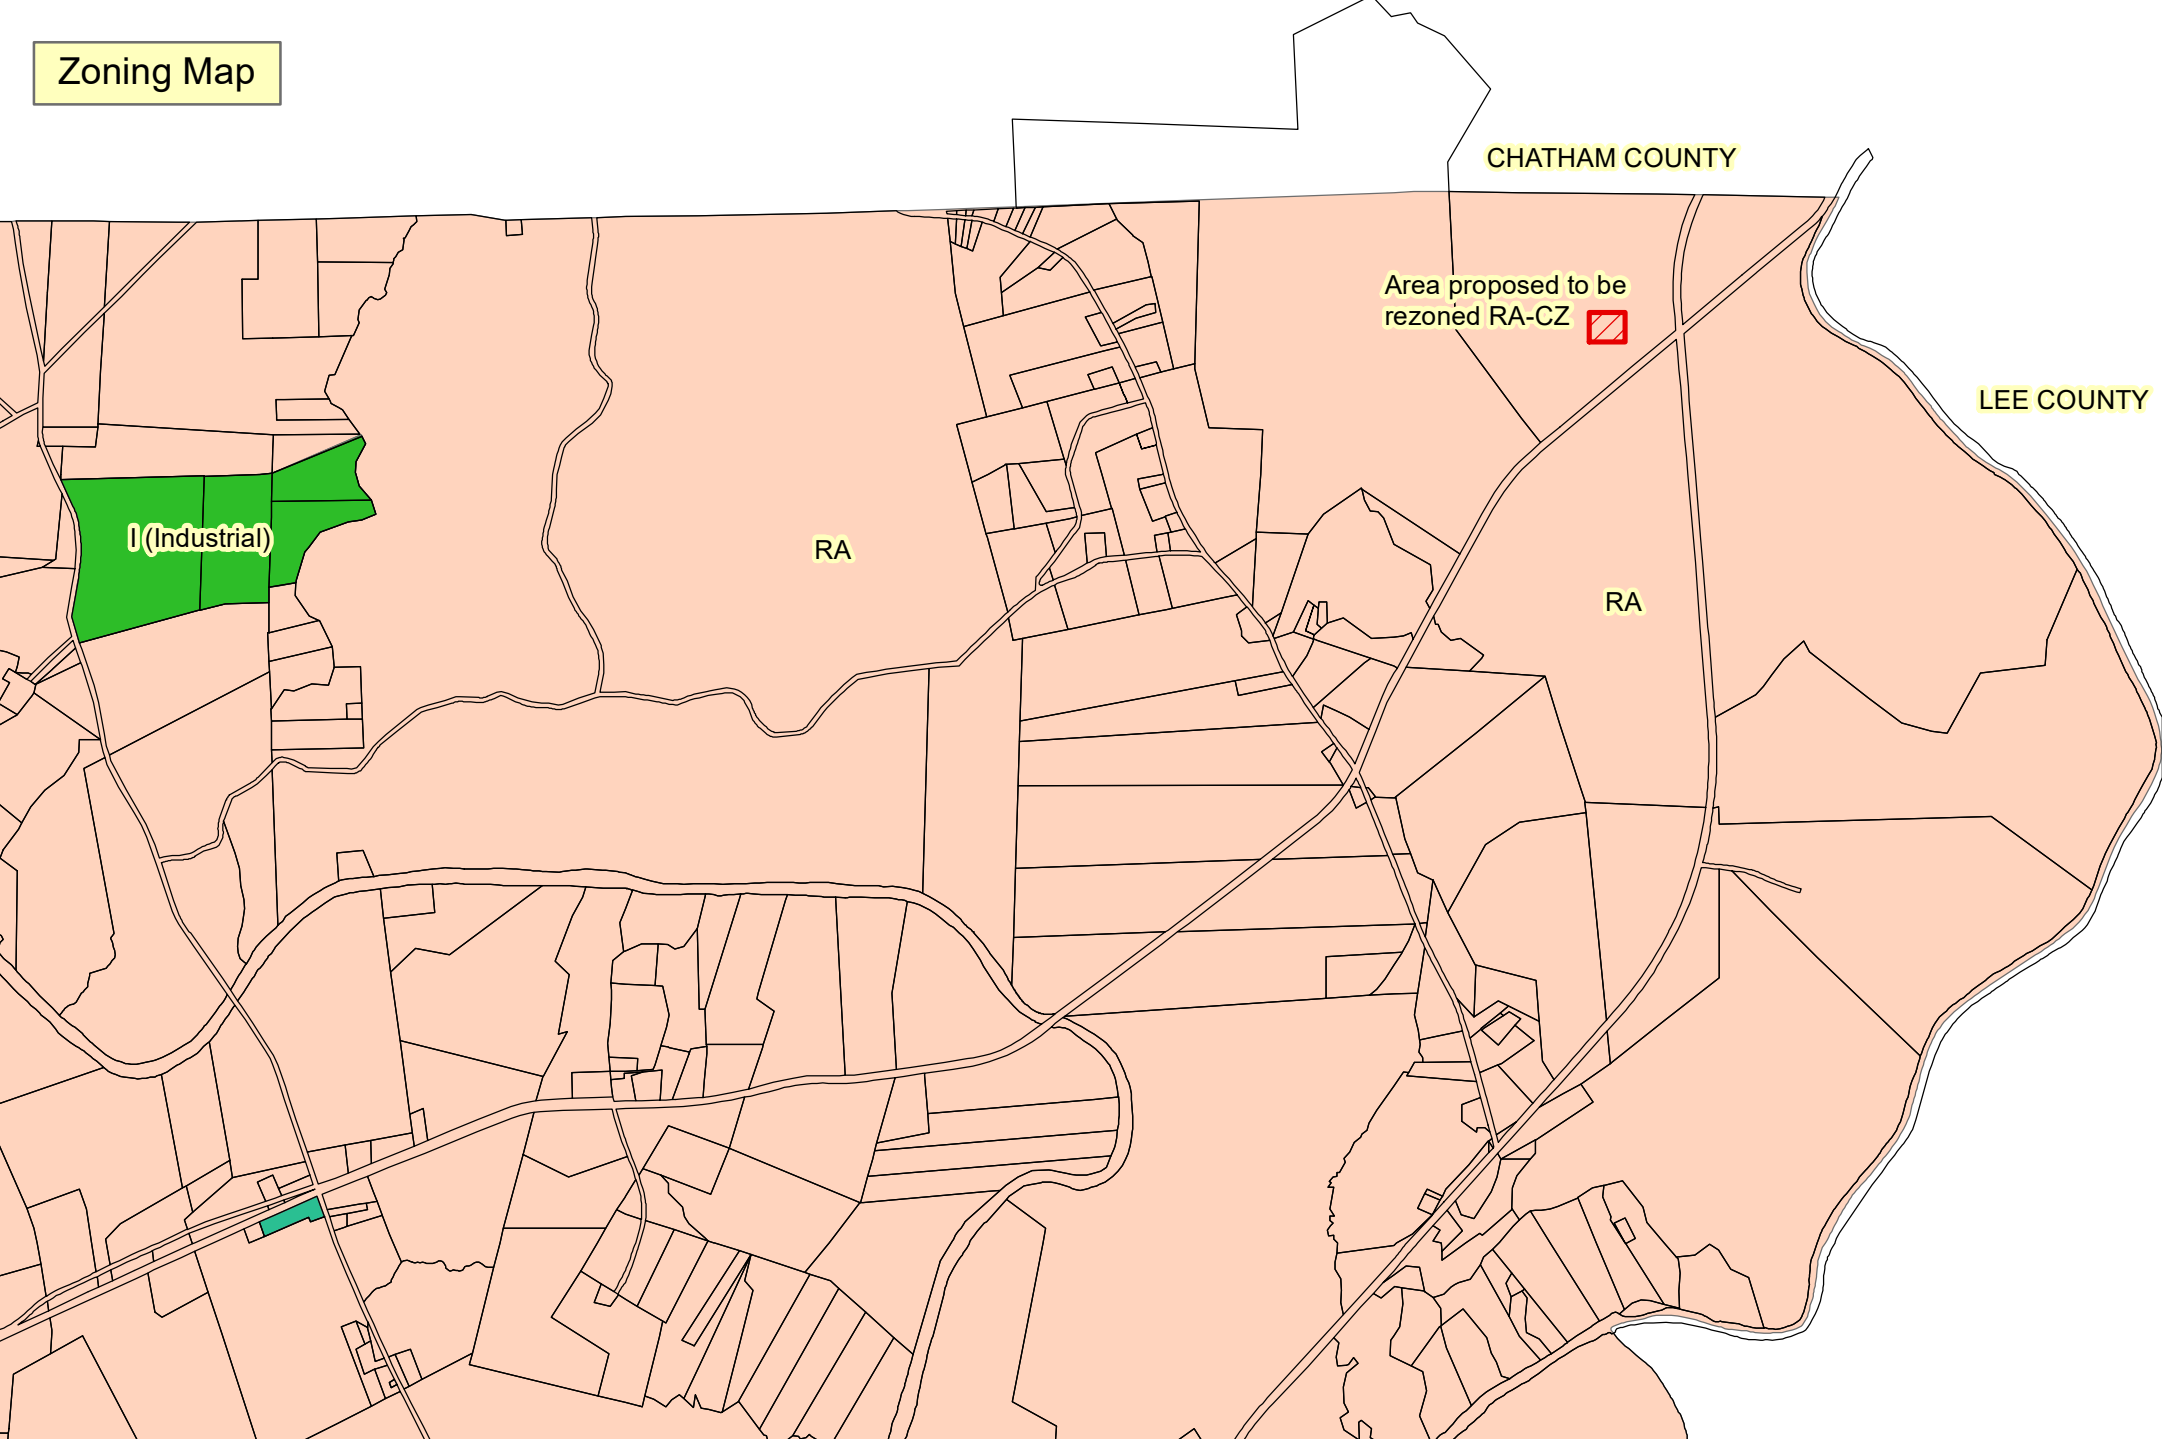 Zoning Map
CHATHAM COUNTY
Area proposed to be
rezoned RA-CZ
LEE COUNTY
I (Industrial)
RA
RA